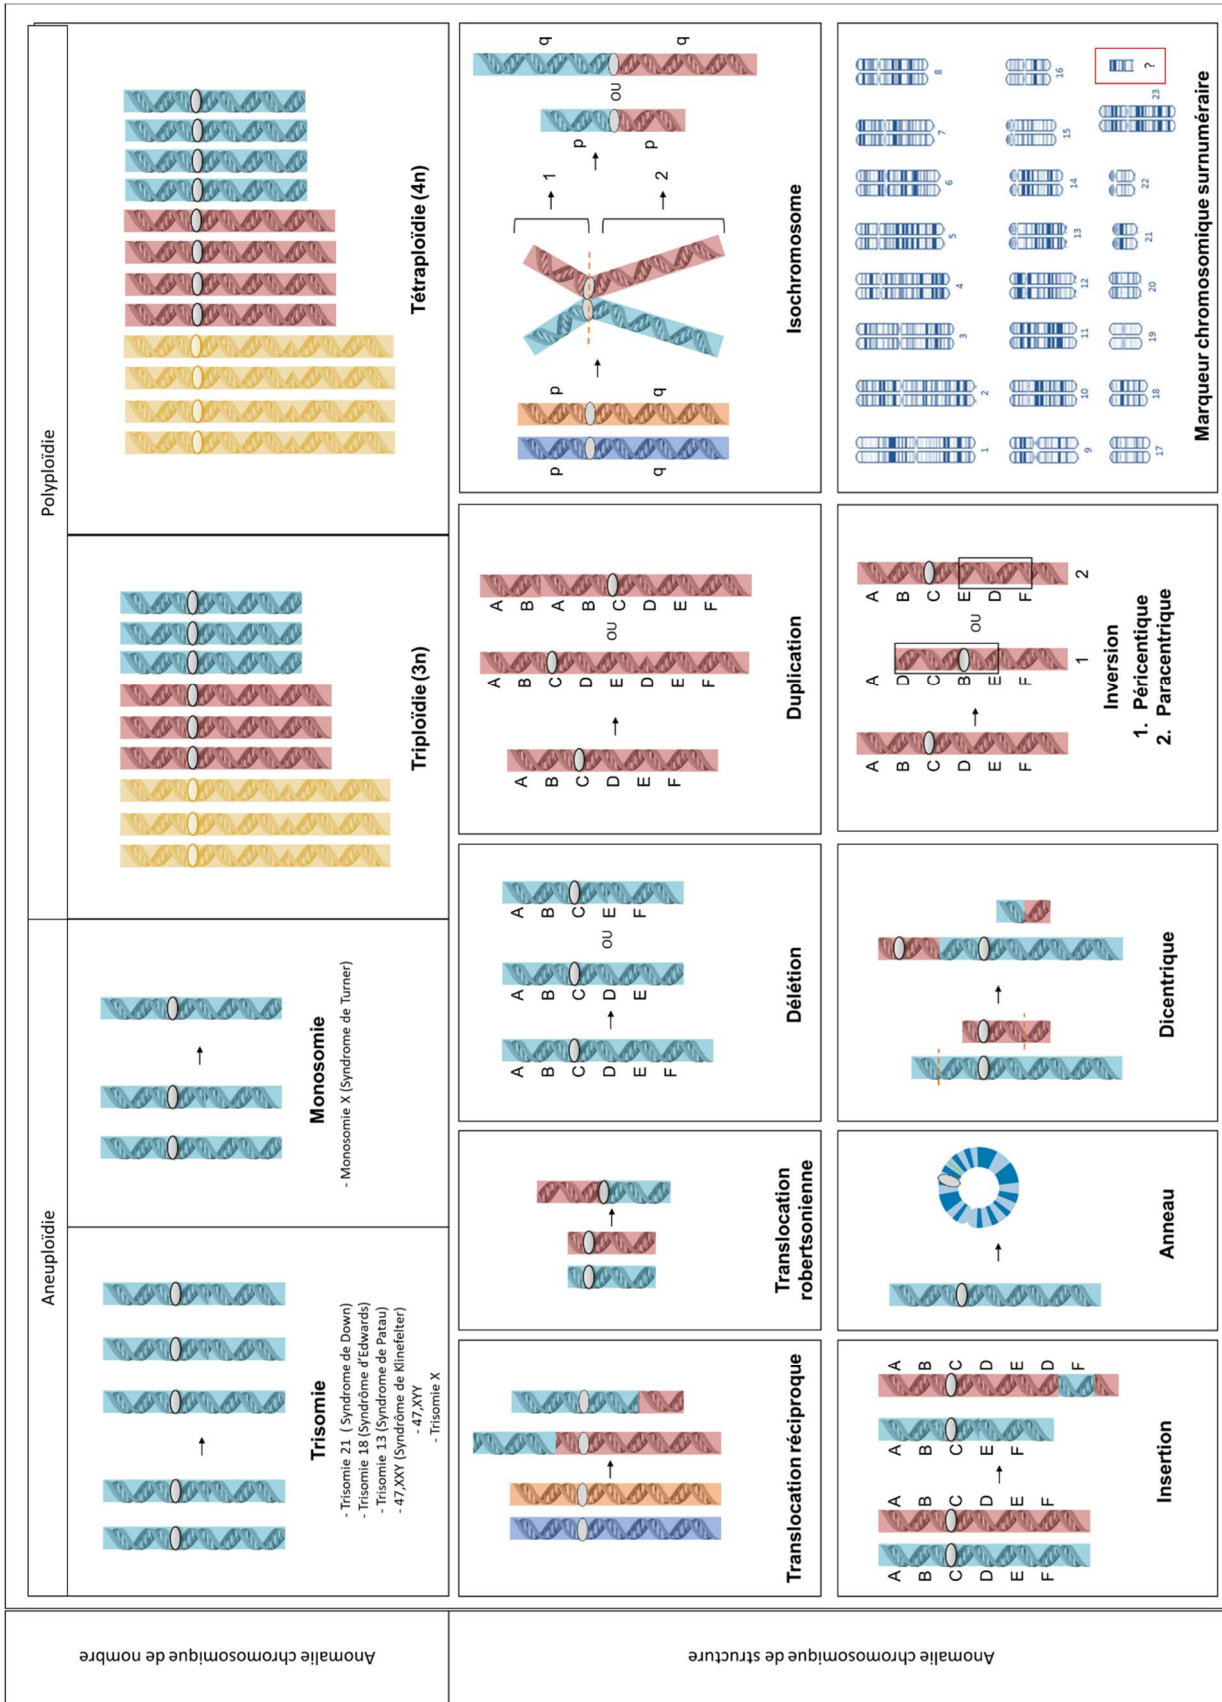 Anomalie chromosomique de nombre
Aneuploïdie
Polyploïdie
Trisomie
- Trisomie 21 ( Syndrome de Down)
- Trisomie 18 (Syndrôme d'Edwards)
- Trisomie 13 (Syndrome de Patau)
- 47,XXY (Syndrôme de Klinefelter)
- 47,XYY
- Trisomie X
Monosomie
- Monosomie X (Syndrome de Turner)
Triploïdie (3n)
Tétraploïdie (4n)
Anomalie chromosomique de structure
Translocation réciproque
Translocation
robertsonienne
A A A
B B B
C C C
D D E
E E OU F
F
Délétion
A A A
B B B
C C A
D D B
E E OU C
F D D
E E
F F
Duplication
p p 1 p q
q q 2 OU OU
p q
Isochromosome
A A A A
B B B B
C C C C
D D E D
E E F E
F F D
F
Insertion
Anneau
Dicentrique
A A A
B D B
C C C
D B E
E E OU D
F F F
1 2
Inversion
1. Péricentique
2. Paracentrique
1 2 3 4 5 6 7 8
9 10 11 12 13 14 15 16
17 18 19 20 21 22 23 ?
Marqueur chromosomique surnuméraire